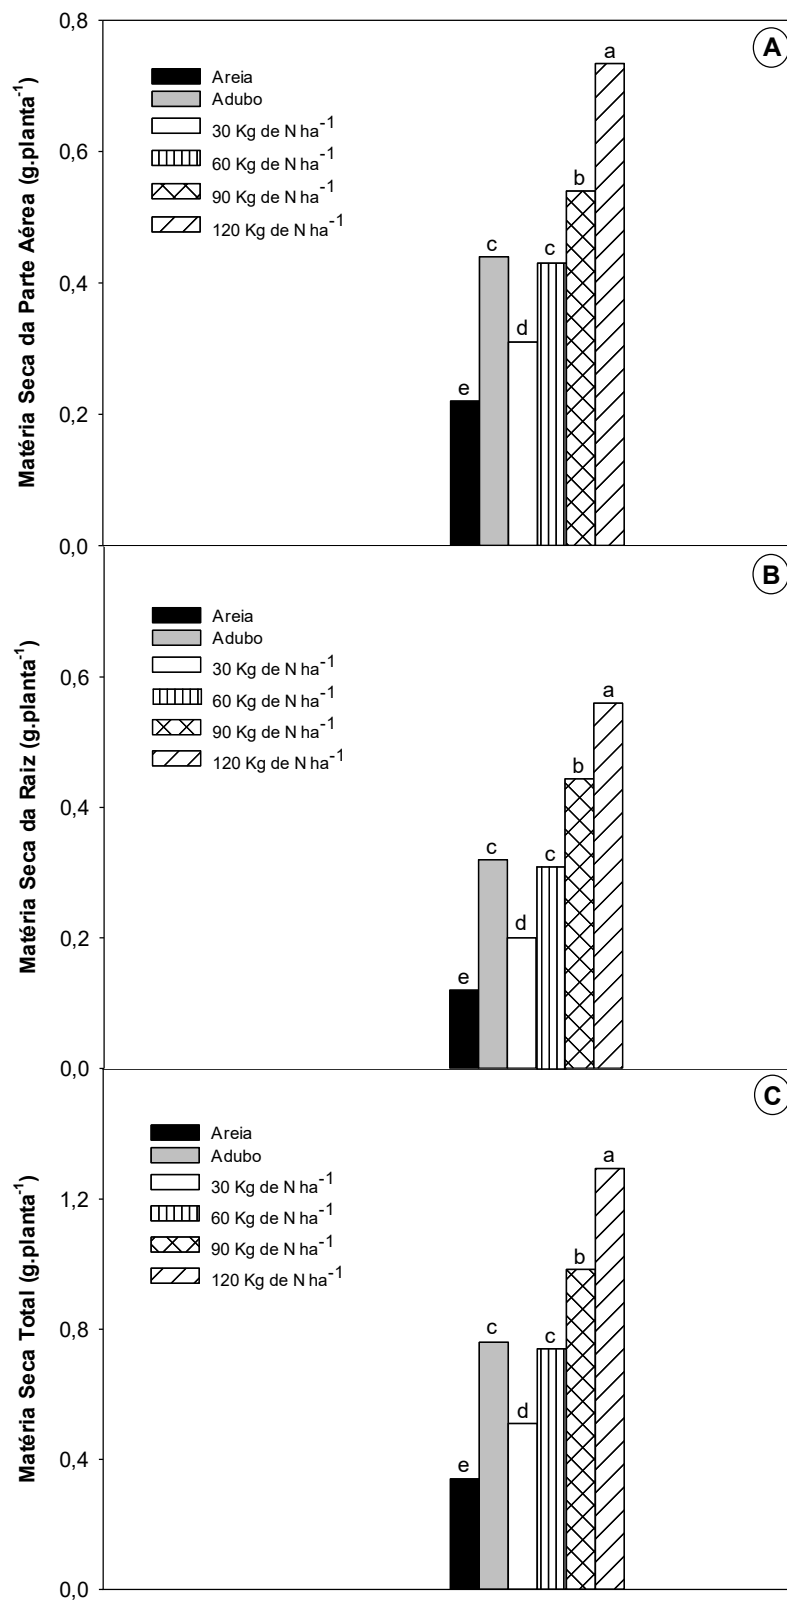 0,8
A
a
Areia
Adubo
30 Kg de N ha-1
60 Kg de N ha-1
90 Kg de N ha-1
120 Kg de N ha-1
0,6
b
c
c
0,4
d
e
0,2
0,0
Matéria Seca da Parte Aérea (g.planta-1)
B
Areia
Adubo
30 Kg de N ha-1
60 Kg de N ha-1
90 Kg de N ha-1
120 Kg de N ha-1
0,6
a
b
0,4
c
c
d
0,2
e
0,0
Matéria Seca da Raiz (g.planta-1)
C
Areia
Adubo
30 Kg de N ha-1
60 Kg de N ha-1
90 Kg de N ha-1
120 Kg de N ha-1
a
1,2
b
0,8
c
c
d
0,4
e
0,0
Matéria Seca Total (g.planta-1)